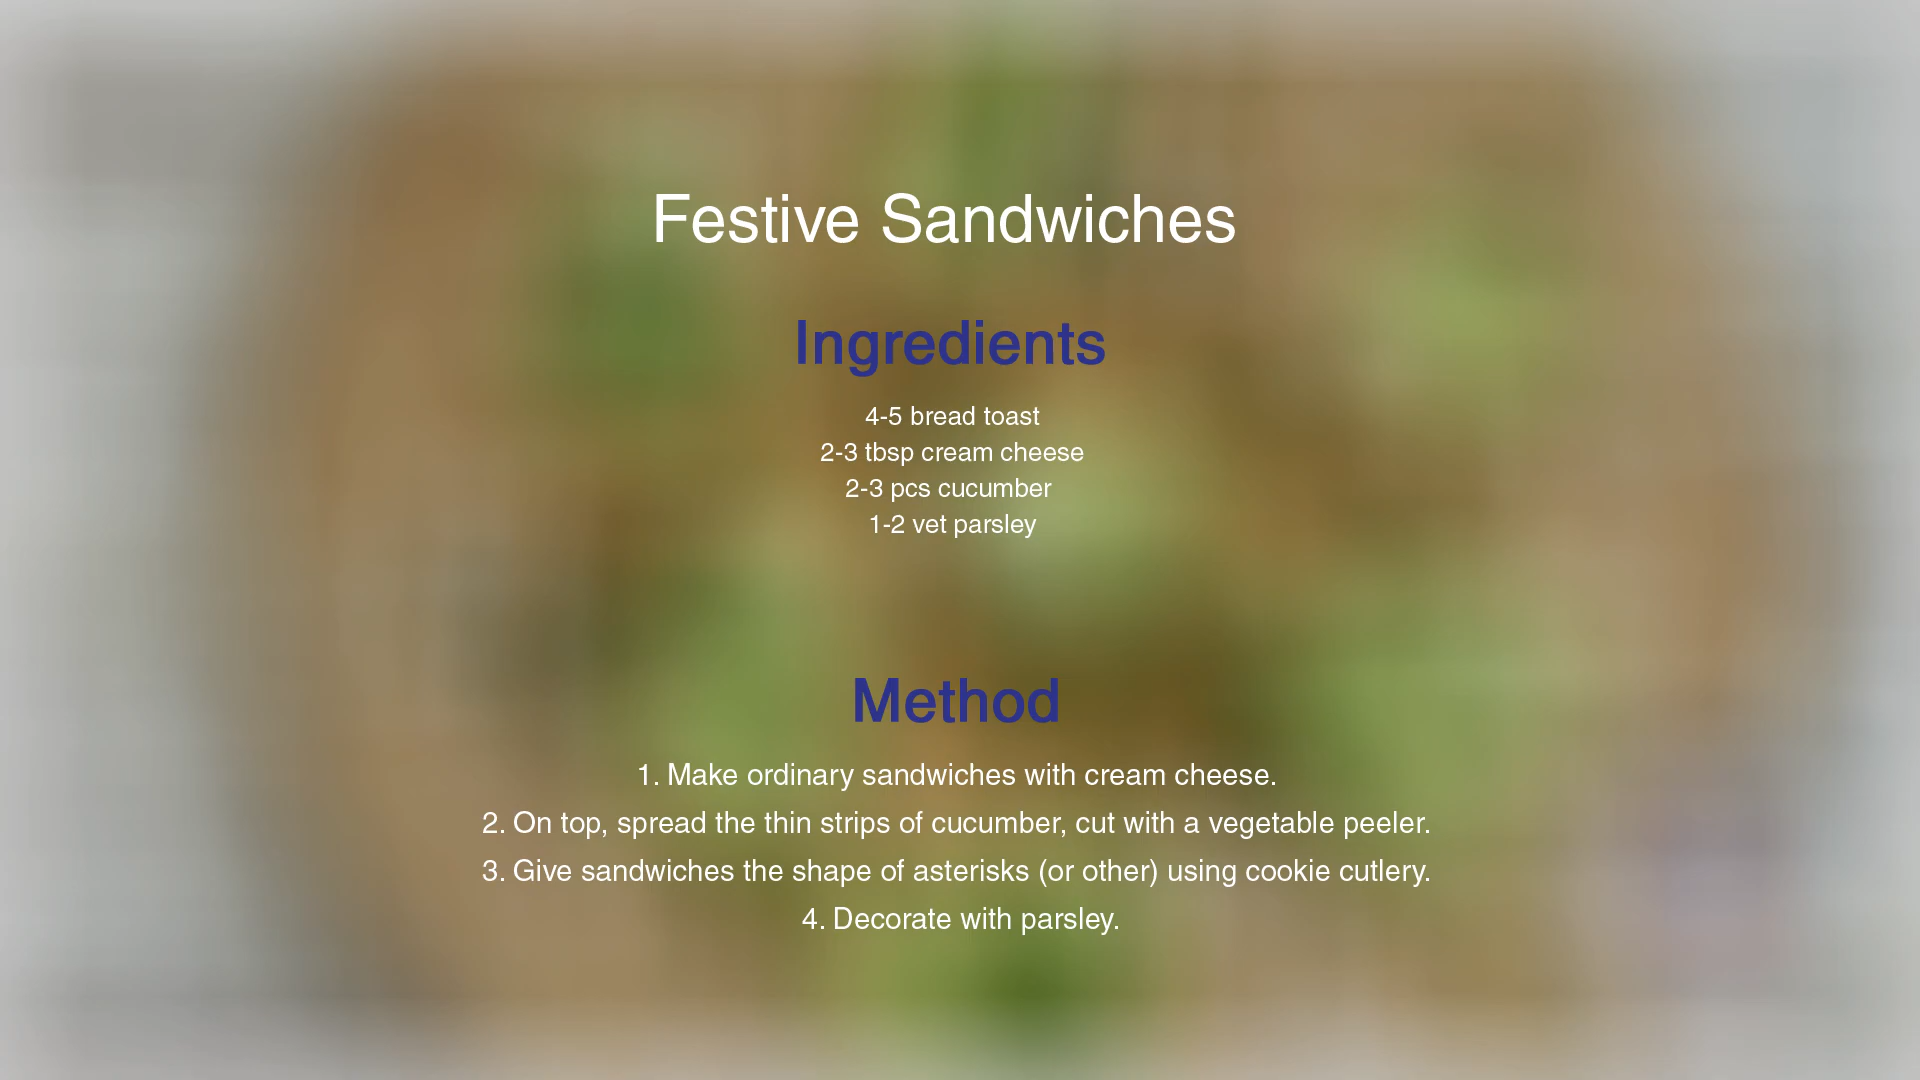 Festive Sandwiches
Ingredients
4-5 bread toast
2-3 tbsp cream cheese
2-3 pcs cucumber
1-2 vet parsley
Method
1. Make ordinary sandwiches with cream cheese.
2. On top, spread the thin strips of cucumber, cut with a vegetable peeler.
3. Give sandwiches the shape of asterisks (or other) using cookie cutlery.
4. Decorate with parsley.